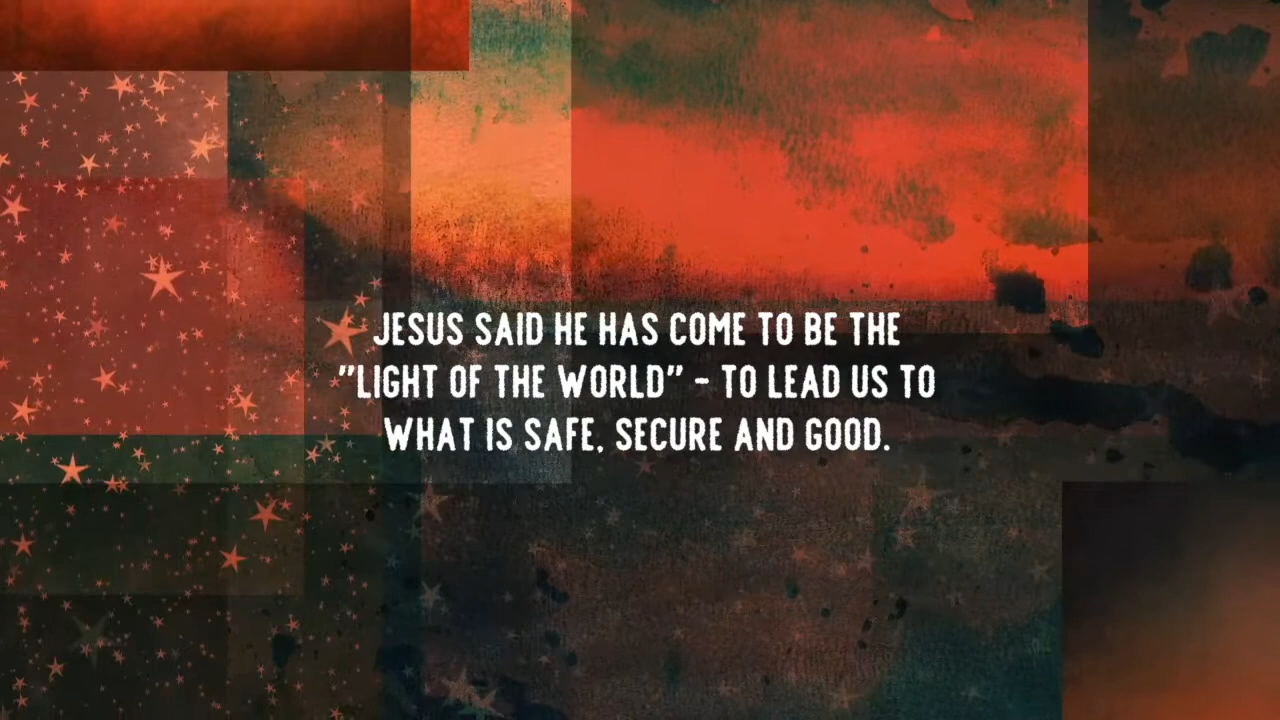 JESUS SAID HE HAS COME TO BE THE
"LIGHT OF THE WORLD" - TO LEAD US TO
WHAT IS SAFE, SECURE AND GOOD.